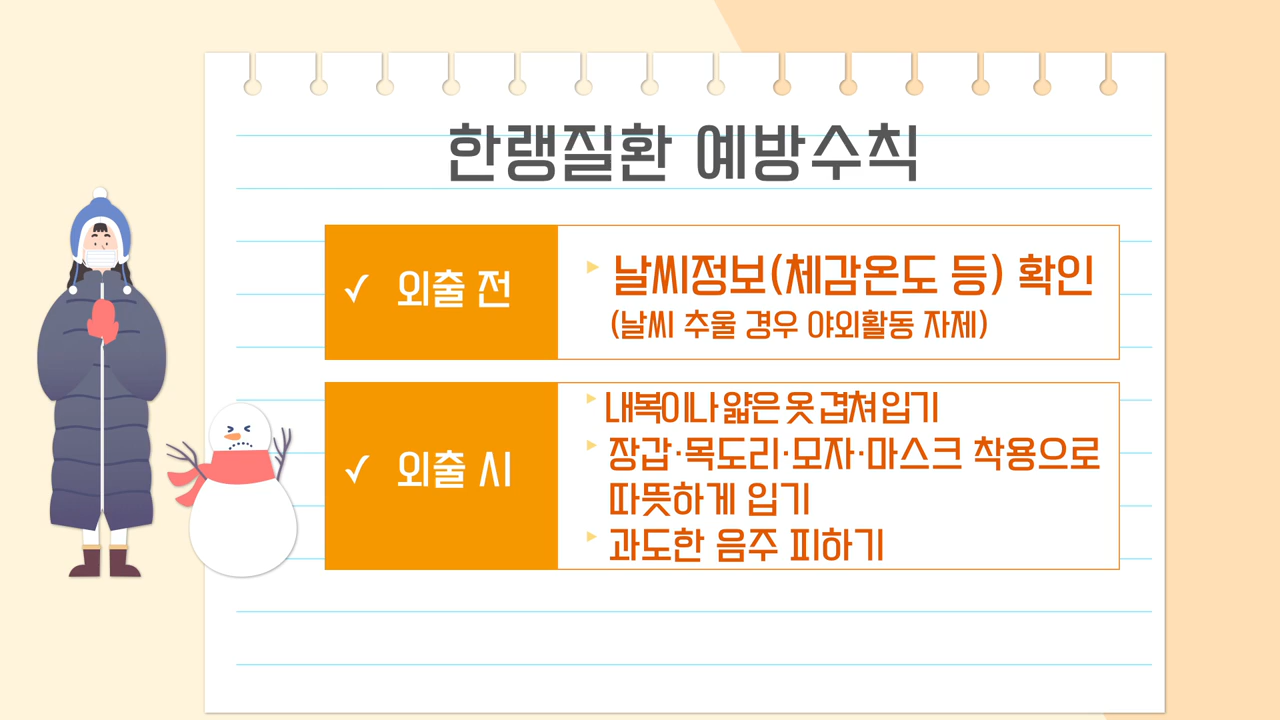 한랭질환 예방수칙
✓ 외출 전
▸ 날씨정보(체감온도 등) 확인
(날씨 추울 경우 야외활동 자제)
✓ 외출 시
▸ 내복이나 얇은 옷 겹쳐 입기
▸ 장갑·목도리·모자·마스크 착용으로
따뜻하게 입기
▸ 과도한 음주 피하기